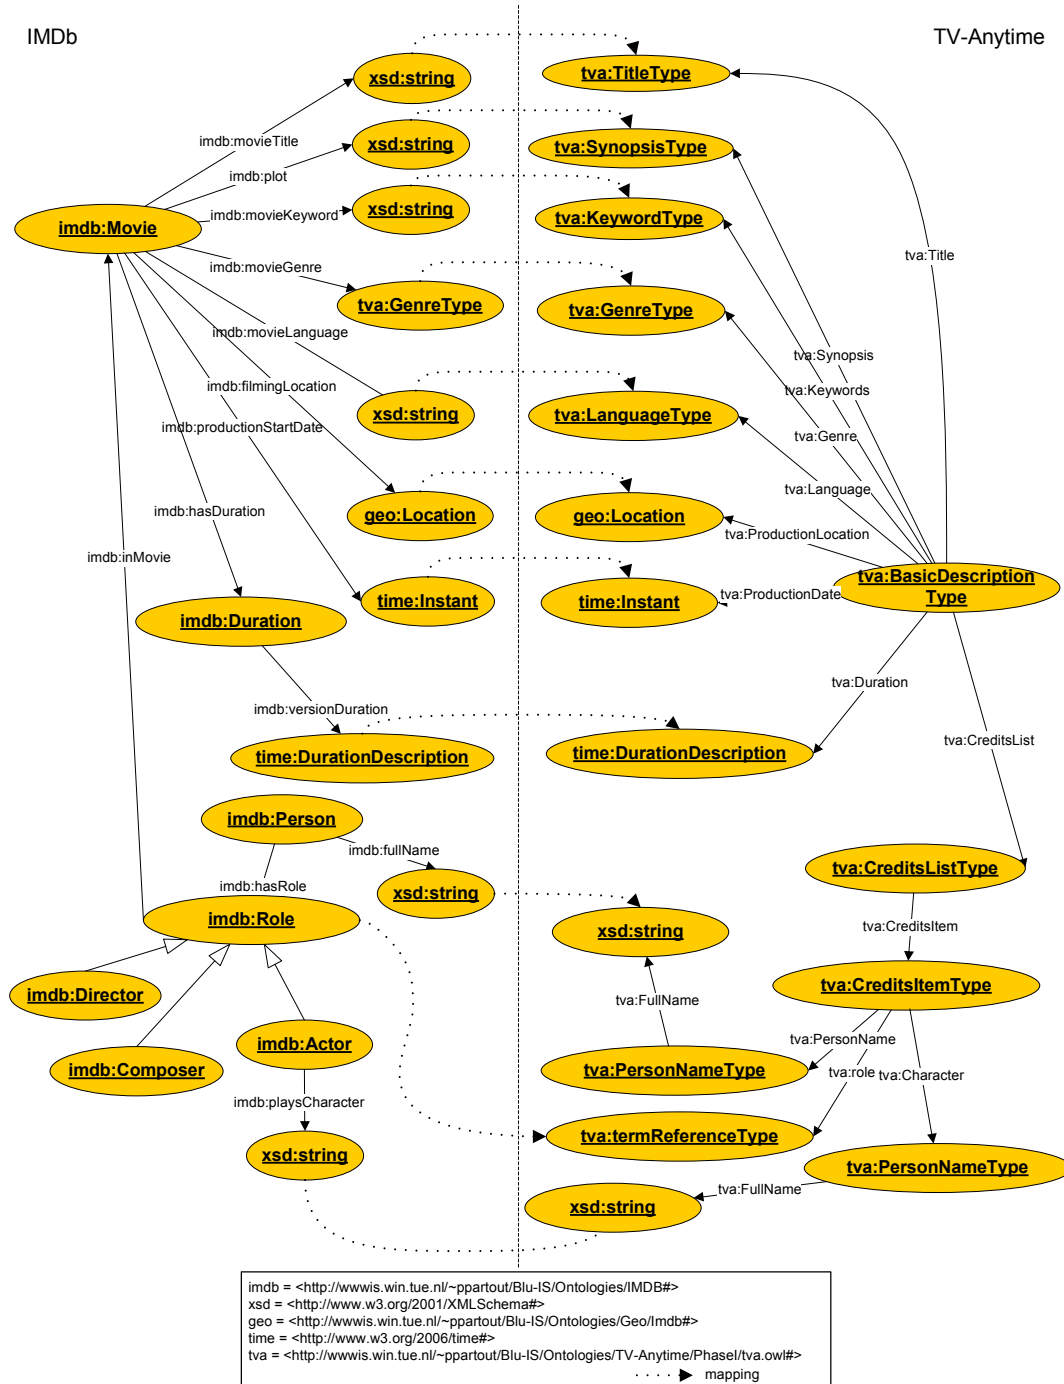 IMDb
TV-Anytime
xsd:string
tva:TitleType
imdb:movieTitle
xsd:string
tva:SynopsisType
imdb:plot
xsd:string
tva:KeywordType
imdb:movieKeyword
imdb:Movie
tva:Title
imdb:movieGenre
tva:GenreType
tva:GenreType
imdb:movieLanguage
tva:Synopsis
imdb:filmingLocation
tva:Keywords
xsd:string
tva:LanguageType
imdb:productionStartDate
tva:Genre
tva:Language
imdb:hasDuration
geo:Location
geo:Location
tva:ProductionLocation
imdb:inMovie
tva:BasicDescription
Type
time:Instant
time:Instant
tva:ProductionDate
imdb:Duration
tva:Duration
imdb:versionDuration
tva:CreditsList
time:DurationDescription
time:DurationDescription
imdb:Person
imdb:fullName
tva:CreditsListType
imdb:hasRole
xsd:string
imdb:Role
xsd:string
tva:CreditsItem
imdb:Director
tva:CreditsItemType
tva:FullName
imdb:Actor
tva:PersonName
imdb:Composer
tva:PersonNameType
tva:role
tva:Character
imdb:playsCharacter
tva:termReferenceType
xsd:string
tva:PersonNameType
tva:FullName
xsd:string
imdb = <http://wwwis.win.tue.nl/~ppartout/Blu-IS/Ontologies/IMDB#>
xsd = <http://www.w3.org/2001/XMLSchema#>
geo = <http://wwwis.win.tue.nl/~ppartout/Blu-IS/Ontologies/Geo/Imdb#>
time = <http://www.w3.org/2006/time#>
tva = <http://wwwis.win.tue.nl/~ppartout/Blu-IS/Ontologies/TV-Anytime/PhaseI/tva.owl#>
mapping